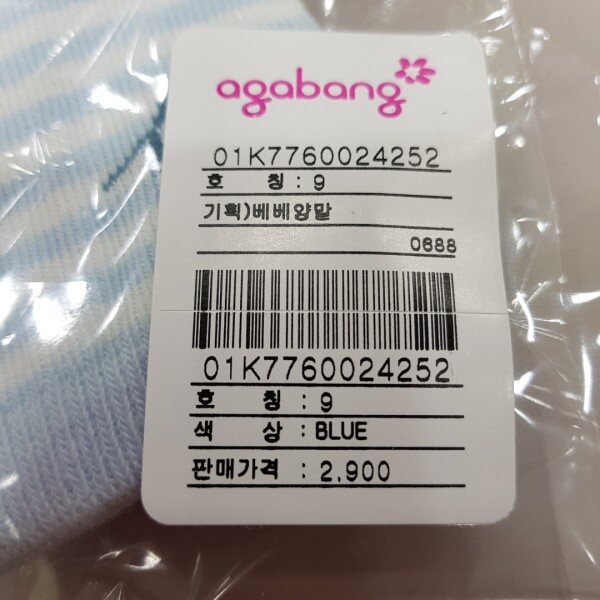 agabang
01K7760024252
호 칭 : 9
기획)베베양말
0688
01K7760024252
호 칭 : 9
색 상 : BLUE
판매가격 : 2,900